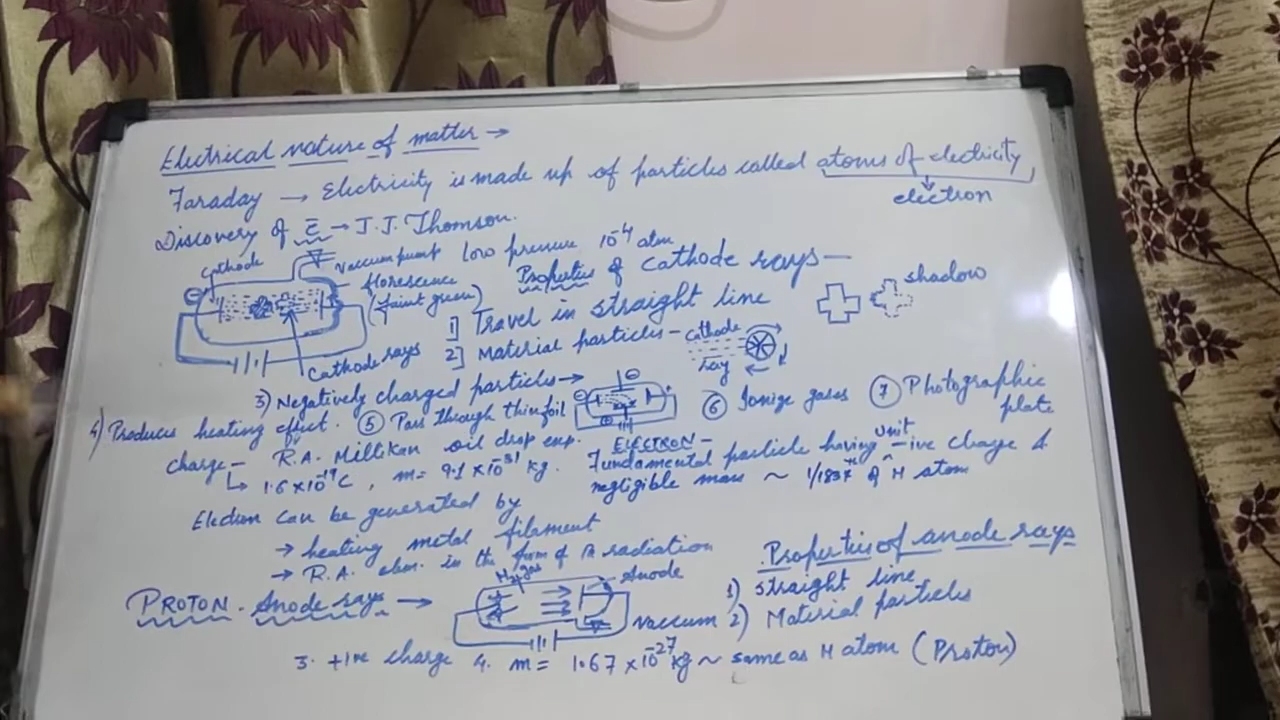 Electrical nature of matter →
Faraday → Electricity is made up of particles called atoms of electricity
electron
Discovery of ē → J.J. Thomson.
Cathode
Vaccum pump Low pressure 10⁻⁴ atm
florescence
(faint green)
Cathode rays
Properties of Cathode rays —
1] Travel in straight line
shadow
2] Material particles – Cathode
ray
3) Negatively charged particles →
4) Produces heating effect. ⑤ Pass through thin foil
⑥ Ionize gases ⑦ Photographic
plate
charge – R.A. Millikan oil drop exp.
↳ 1.6×10⁻¹⁹C, m= 9.1×10⁻³¹ kg.
ELECTRON –
Fundamental particle having unit –ive charge &
negligible mass ~ 1/1837th of H atom
Electron can be generated by
→ heating metal filament
→ R.A. elem. in the form of β radiation
PROTON. Anode rays →
H₂ gas
Anode
vaccum
Properties of anode rays
1) straight line
2) Material particles
3. +ive charge 4. m= 1.67×10⁻²⁷kg ~ same as H atom (Proton)